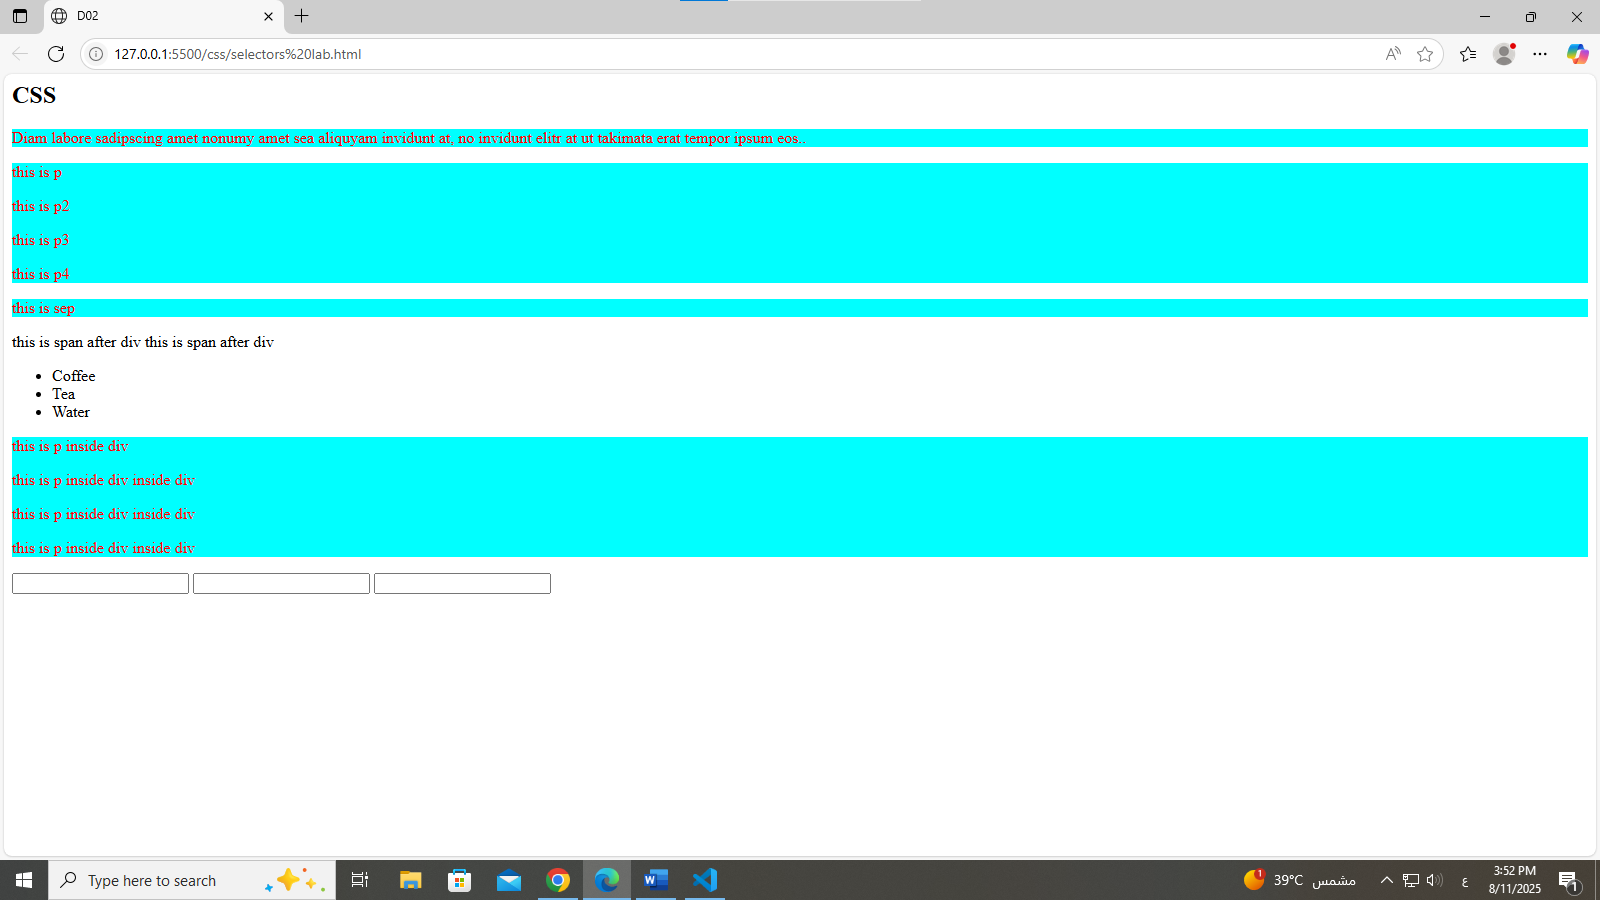 D02
127.0.0.1:5500/css/selectors%20lab.html
CSS
Diam labore sadipscing amet nonumy amet sea aliquyam invidunt at, no invidunt elitr at ut takimata erat tempor ipsum eos..
this is p
this is p2
this is p3
this is p4
this is sep
this is span after div this is span after div
Coffee
Tea
Water
this is p inside div
this is p inside div inside div
this is p inside div inside div
this is p inside div inside div
Type here to search
1
39°C مشمس
ع
3:52 PM
8/11/2025
1